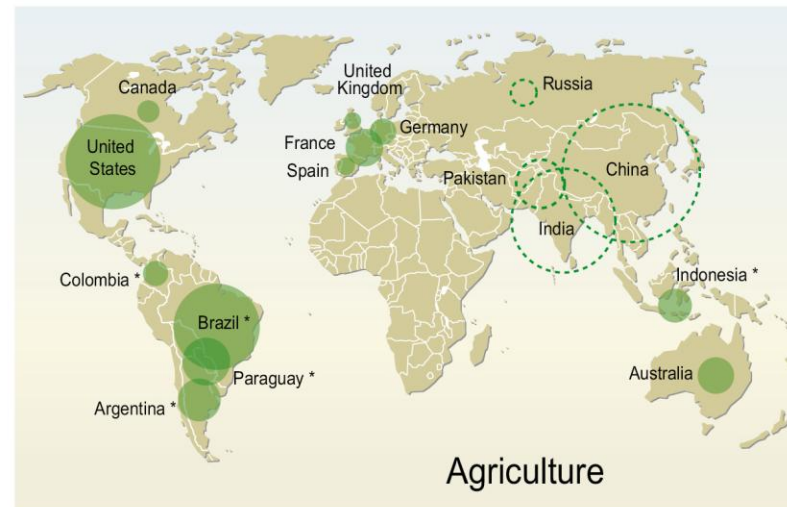 Canada
United
Kingdom
Russia
United
States
France
Germany
Spain
Pakistan
China
India
Colombia *
Indonesia *
Brazil *
Paraguay *
Australia
Argentina *
Agriculture